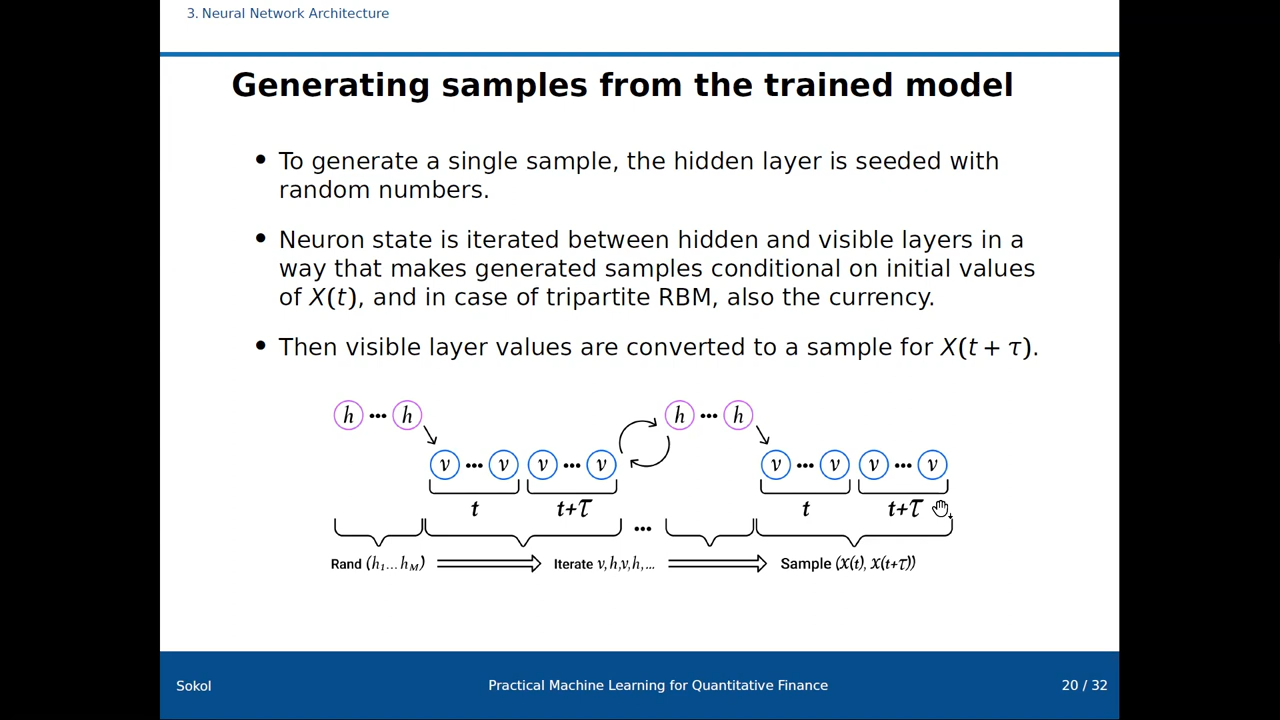 3. Neural Network Architecture
Generating samples from the trained model
• To generate a single sample, the hidden layer is seeded with
random numbers.
• Neuron state is iterated between hidden and visible layers in a
way that makes generated samples conditional on initial values
of X(t), and in case of tripartite RBM, also the currency.
• Then visible layer values are converted to a sample for X(t + τ).
h ••• h h ••• h
v ••• v v ••• v v ••• v v ••• v
t t+τ t t+τ
•••
Rand (h₁...h_M) Iterate v,h,v,h,... Sample (X(t), X(t+τ))
Sokol Practical Machine Learning for Quantitative Finance 20 / 32